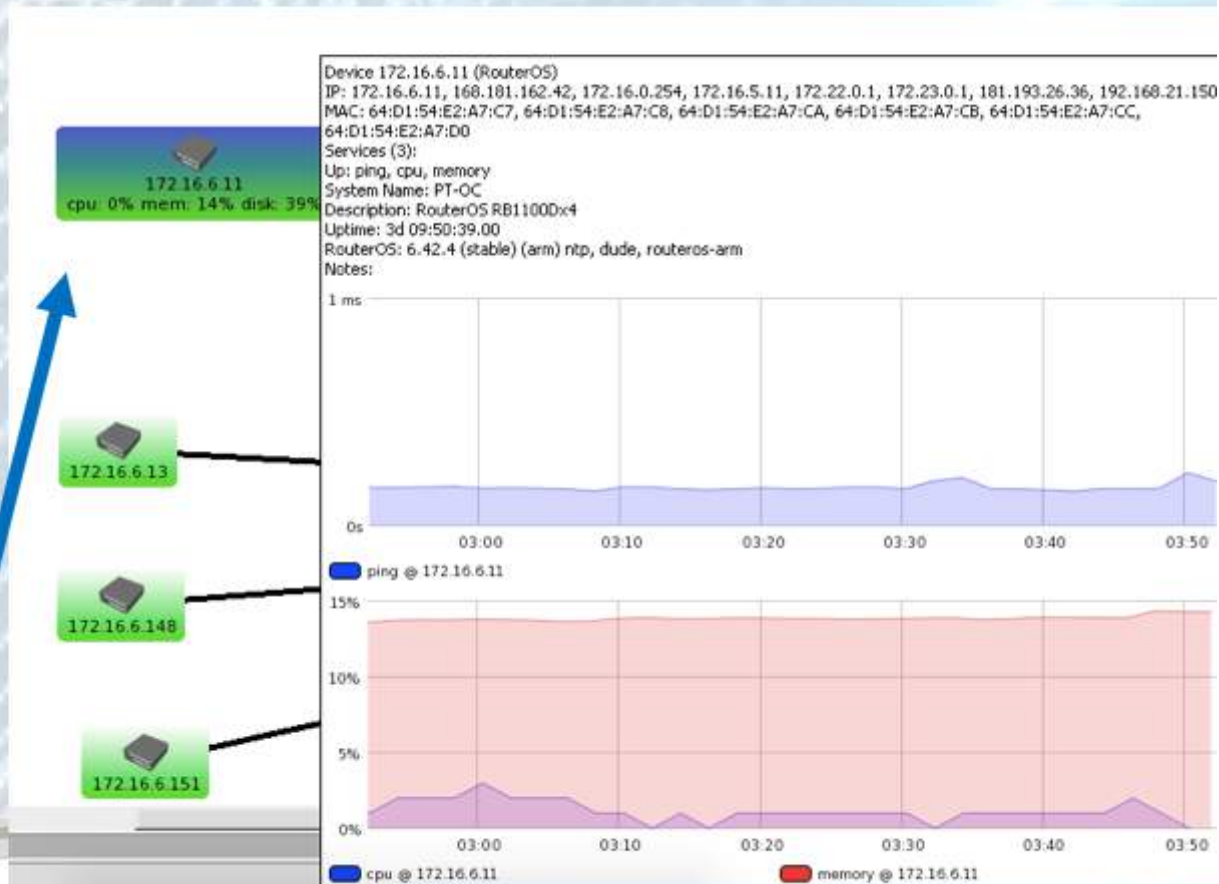 Device 172.16.6.11 (RouterOS)
IP: 172.16.6.11, 168.181.162.42, 172.16.0.254, 172.16.5.11, 172.22.0.1, 172.23.0.1, 181.193.26.36, 192.168.21.150
MAC: 64:D1:54:E2:A7:C7, 64:D1:54:E2:A7:C8, 64:D1:54:E2:A7:CA, 64:D1:54:E2:A7:CB, 64:D1:54:E2:A7:CC,
64:D1:54:E2:A7:D0
Services (3):
Up: ping, cpu, memory
System Name: PT-OC
Description: RouterOS RB1100Dx4
Uptime: 3d 09:50:39.00
RouterOS: 6.42.4 (stable) (arm) ntp, dude, routeros-arm
Notes:
172.16.6.11
cpu: 0% mem: 14% disk: 39%
172.16.6.13
172.16.6.148
172.16.6.151
1 ms
0s
03:00 03:10 03:20 03:30 03:40 03:50
ping @ 172.16.6.11
15%
10%
5%
0%
03:00 03:10 03:20 03:30 03:40 03:50
cpu @ 172.16.6.11 memory @ 172.16.6.11